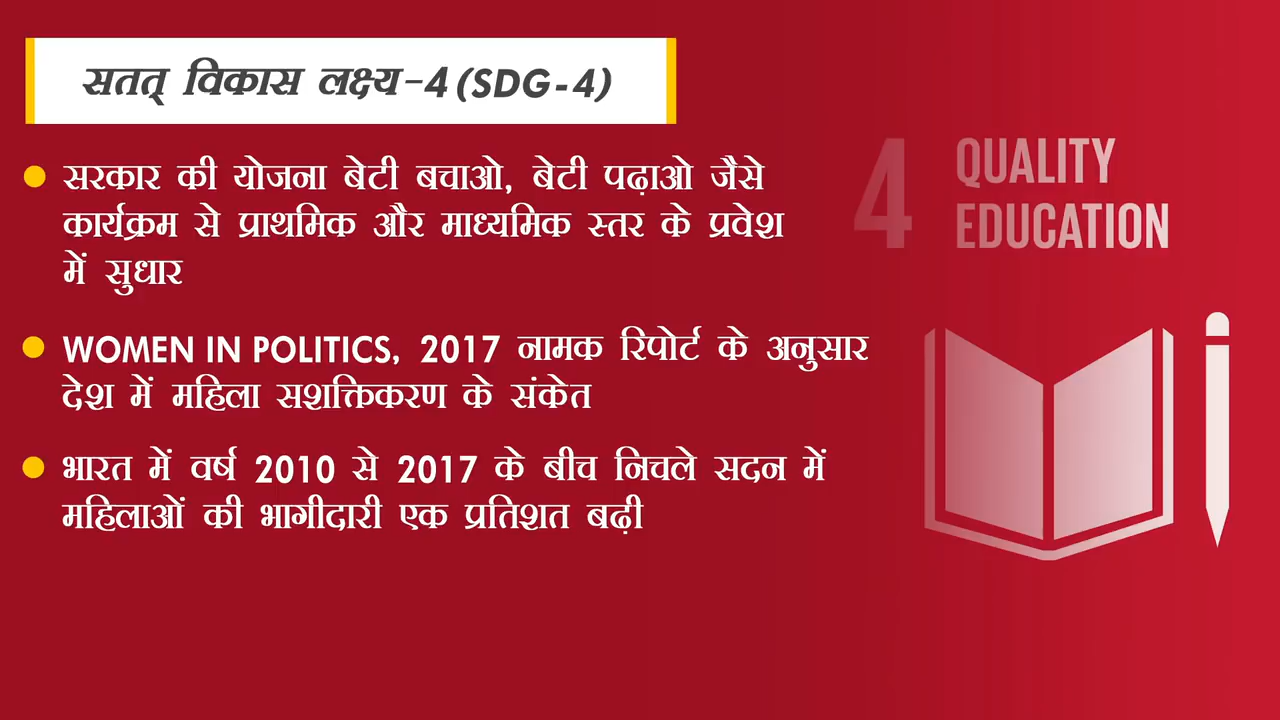 सतत् विकास लक्ष्य-4 (SDG-4)
सरकार की योजना बेटी बचाओ, बेटी पढ़ाओ जैसे
कार्यक्रम से प्राथमिक और माध्यमिक स्तर के प्रवेश
में सुधार
WOMEN IN POLITICS, 2017 नामक रिपोर्ट के अनुसार
देश में महिला सशक्तिकरण के संकेत
भारत में वर्ष 2010 से 2017 के बीच निचले सदन में
महिलाओं की भागीदारी एक प्रतिशत बढ़ी
4 QUALITY
EDUCATION